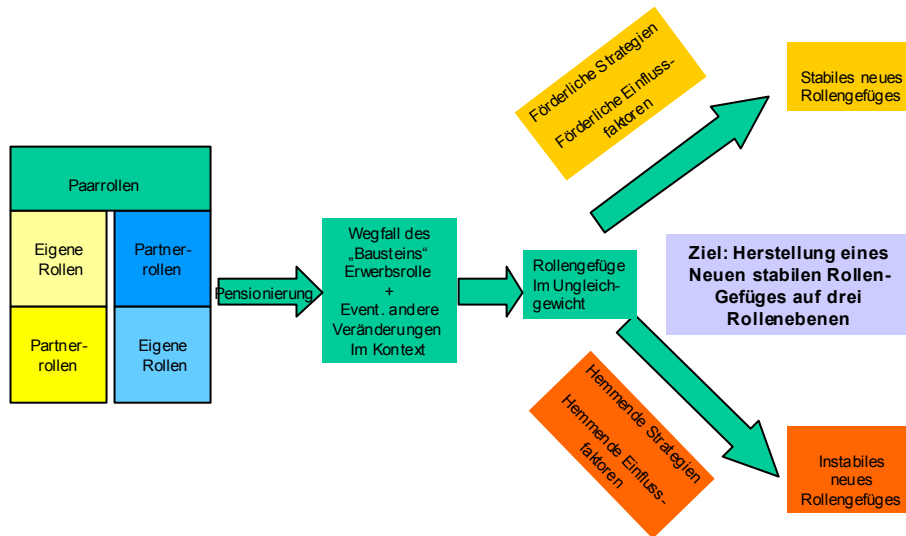 Paarrollen
Eigene
Rollen
Partner-
rollen
Partner-
rollen
Eigene
Rollen
Pensionierung
Wegfall des
„Bausteins“
Erwerbsrolle
+
Event. andere
Veränderungen
Im Kontext
Rollengefüge
Im Ungleich-
gewicht
Förderliche Strategien
Förderliche Einfluss-
faktoren
Stabiles neues
Rollengefüges
Ziel: Herstellung eines
Neuen stabilen Rollen-
Gefüges auf drei
Rollenebenen
Hemmende Strategien
Hemmende Einfluss-
faktoren
Instabiles
neues
Rollengefüges